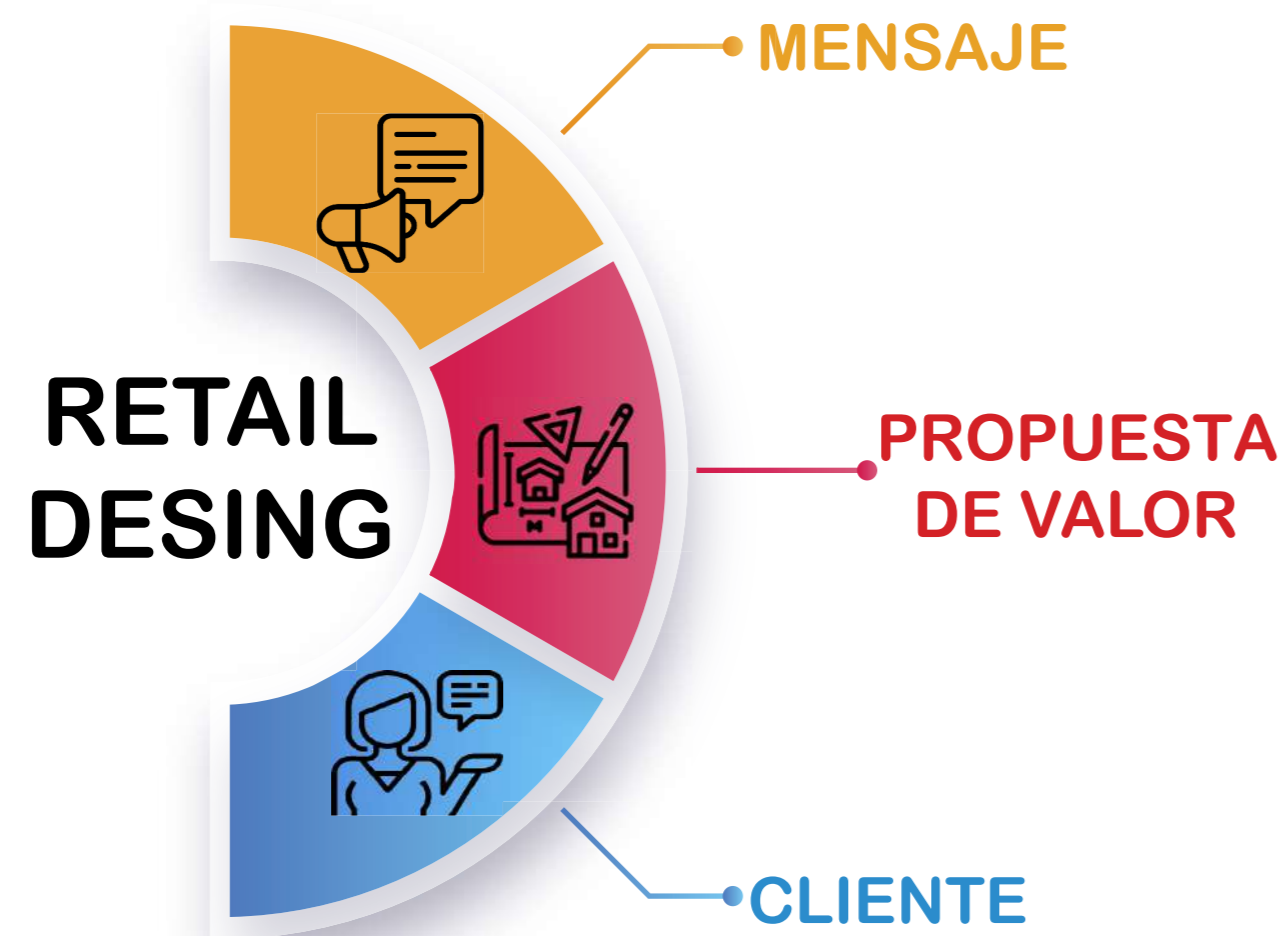 MENSAJE
RETAIL
DESING
PROPUESTA
DE VALOR
CLIENTE